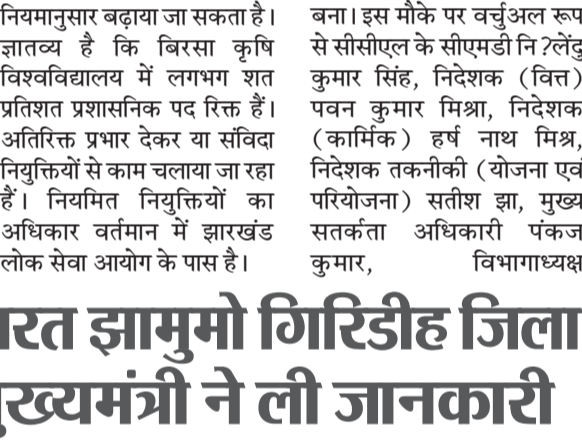 नियमानुसार बढ़ाया जा सकता है।
ज्ञातव्य है कि बिरसा कृषि
विश्वविद्यालय में लगभग शत
प्रतिशत प्रशासनिक पद रिक्त हैं।
अतिरिक्त प्रभार देकर या संविदा
नियुक्तियों से काम चलाया जा रहा
हैं। नियमित नियुक्तियों का
अधिकार वर्तमान में झारखंड
लोक सेवा आयोग के पास है।
बना। इस मौके पर वर्चुअल रूप
से सीसीएल के सीएमडी नि?लेंदु
कुमार सिंह, निदेशक (वित्त)
पवन कुमार मिश्रा, निदेशक
(कार्मिक) हर्ष नाथ मिश्र,
निदेशक तकनीकी (योजना एवं
परियोजना) सतीश झा, मुख्य
सतर्कता अधिकारी पंकज
कुमार, विभागाध्यक्ष
रत झामुमो गिरिडीह जिला
ख्यमंत्री ने ली जानकारी